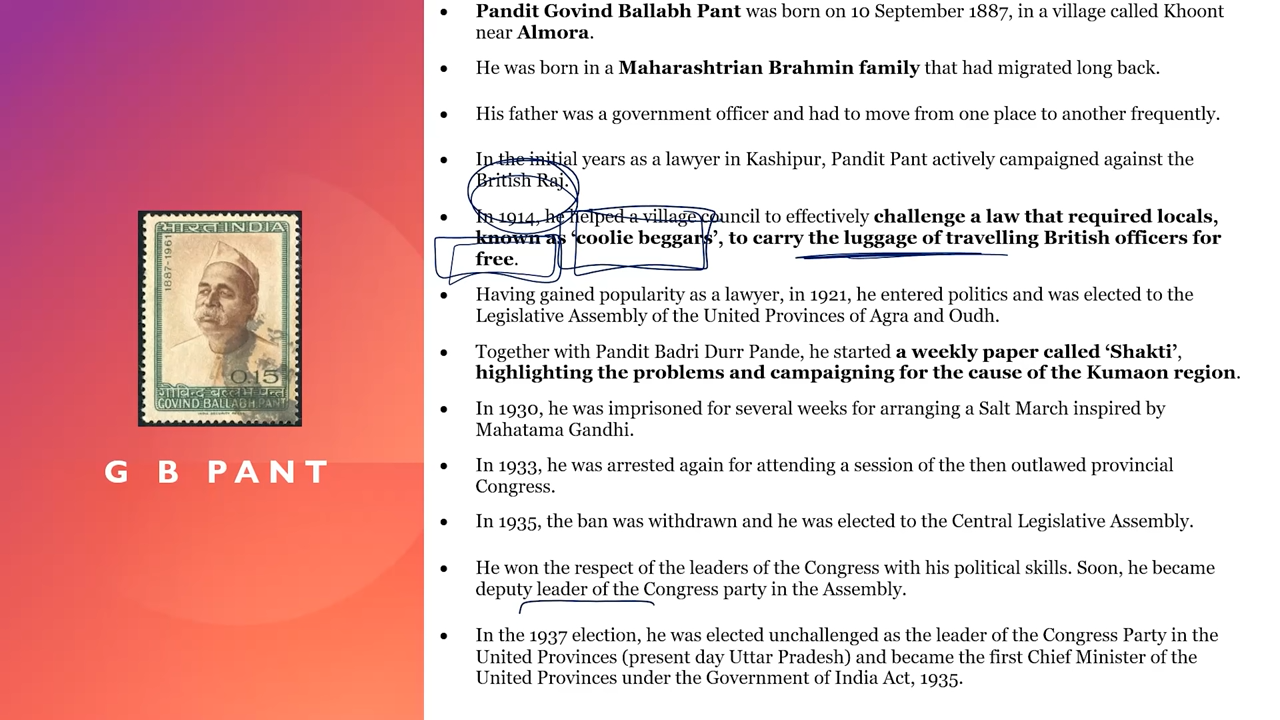 भारत INDIA
1887-1961
0.15
गोविन्द बल्लभ पन्त
GOVIND BALLABH PANT
G B PANT
• Pandit Govind Ballabh Pant was born on 10 September 1887, in a village called Khoont
near Almora.
• He was born in a Maharashtrian Brahmin family that had migrated long back.
• His father was a government officer and had to move from one place to another frequently.
• In the initial years as a lawyer in Kashipur, Pandit Pant actively campaigned against the
British Raj.
• In 1914, he helped a village council to effectively challenge a law that required locals,
known as ‘coolie beggars’, to carry the luggage of travelling British officers for
free.
• Having gained popularity as a lawyer, in 1921, he entered politics and was elected to the
Legislative Assembly of the United Provinces of Agra and Oudh.
• Together with Pandit Badri Durr Pande, he started a weekly paper called ‘Shakti’,
highlighting the problems and campaigning for the cause of the Kumaon region.
• In 1930, he was imprisoned for several weeks for arranging a Salt March inspired by
Mahatama Gandhi.
• In 1933, he was arrested again for attending a session of the then outlawed provincial
Congress.
• In 1935, the ban was withdrawn and he was elected to the Central Legislative Assembly.
• He won the respect of the leaders of the Congress with his political skills. Soon, he became
deputy leader of the Congress party in the Assembly.
• In the 1937 election, he was elected unchallenged as the leader of the Congress Party in the
United Provinces (present day Uttar Pradesh) and became the first Chief Minister of the
United Provinces under the Government of India Act, 1935.